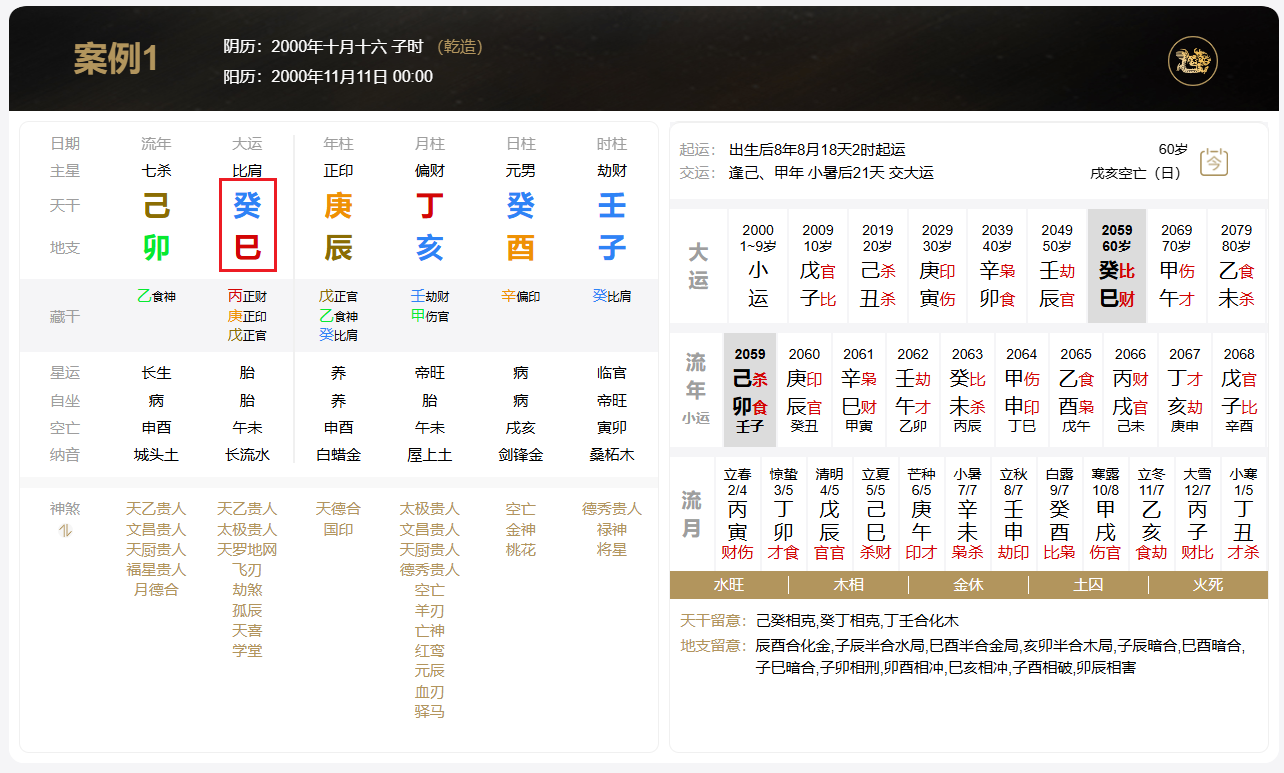 案例1
阴历：2000年十月十六 子时 （乾造）
阳历：2000年11月11日 00:00
日期 流年 大运 年柱 月柱 日柱 时柱
主星 七杀 比肩 正印 偏财 元男 劫财
天干 己 癸 庚 丁 癸 壬
地支 卯 巳 辰 亥 酉 子
藏干
乙食神 丙正财 戊正官 壬劫财 辛偏印 癸比肩
庚正印 乙食神 甲伤官
戊正官 癸比肩
星运 长生 胎 养 帝旺 病 临官
自坐 病 胎 养 胎 病 帝旺
空亡 申酉 午未 申酉 午未 戌亥 寅卯
纳音 城头土 长流水 白蜡金 屋上土 剑锋金 桑柘木
神煞 天乙贵人 天乙贵人 天德合 太极贵人 空亡 德秀贵人
文昌贵人 太极贵人 国印 文昌贵人 金神 禄神
天厨贵人 天罗地网 天厨贵人 桃花 将星
福星贵人 飞刃 德秀贵人
月德合 劫煞 空亡
孤辰 羊刃
天喜 亡神
学堂 红鸾
元辰
血刃
驿马
起运： 出生后8年8月18天2时起运 60岁
交运： 逢己、甲年 小暑后21天 交大运 戌亥空亡（日）
今
大运
2000 2009 2019 2029 2039 2049 2059 2069 2079
1~9岁 10岁 20岁 30岁 40岁 50岁 60岁 70岁 80岁
小 戊官 己杀 庚印 辛枭 壬劫 癸比 甲伤 乙食
运 子比 丑杀 寅伤 卯食 辰官 巳财 午才 未杀
流年
小运
2059 2060 2061 2062 2063 2064 2065 2066 2067 2068
己杀 庚印 辛枭 壬劫 癸比 甲伤 乙食 丙财 丁才 戊官
卯食 辰官 巳财 午才 未杀 申印 酉枭 戌官 亥劫 子比
壬子 癸丑 甲寅 乙卯 丙辰 丁巳 戊午 己未 庚申 辛酉
流月
立春 惊蛰 清明 立夏 芒种 小暑 立秋 白露 寒露 立冬 大雪 小寒
2/4 3/5 4/5 5/5 6/5 7/7 8/7 9/7 10/8 11/7 12/7 1/5
丙 丁 戊 己 庚 辛 壬 癸 甲 乙 丙 丁
寅 卯 辰 巳 午 未 申 酉 戌 亥 子 丑
财伤 才食 官官 杀财 印才 枭杀 劫印 比枭 伤官 食劫 财比 才杀
水旺 木相 金休 土囚 火死
天干留意： 己癸相克,癸丁相克,丁壬合化木
地支留意： 辰酉合化金,子辰半合水局,巳酉半合金局,亥卯半合木局,子辰暗合,巳酉暗合,
子巳暗合,子卯相刑,卯酉相冲,巳亥相冲,子酉相破,卯辰相害